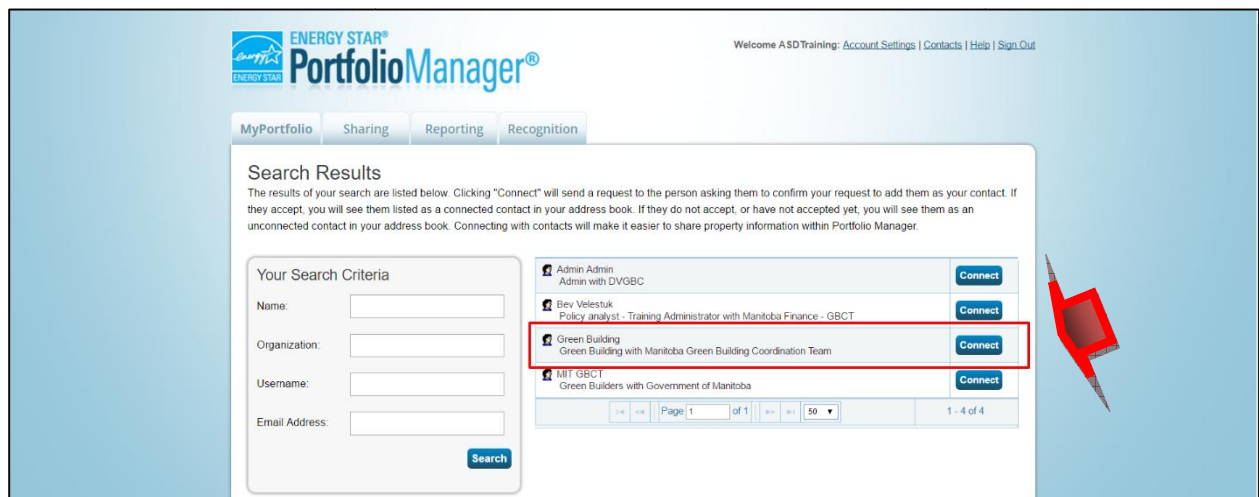 ENERGY STAR®
PortfolioManager®
energy
ENERGY STAR
Welcome ASDTraining: Account Settings | Contacts | Help | Sign Out
MyPortfolio Sharing Reporting Recognition
Search Results
The results of your search are listed below. Clicking "Connect" will send a request to the person asking them to confirm your request to add them as your contact. If
they accept, you will see them listed as a connected contact in your address book. If they do not accept, or have not accepted yet, you will see them as an
unconnected contact in your address book. Connecting with contacts will make it easier to share property information within Portfolio Manager.
Your Search Criteria
Name:
Organization:
Username:
Email Address:
Search
Admin Admin
Admin with DVGBC
Connect
Bev Velestuk
Policy analyst - Training Administrator with Manitoba Finance - GBCT
Connect
Green Building
Green Building with Manitoba Green Building Coordination Team
Connect
MIT GBCT
Green Builders with Government of Manitoba
Connect
Page 1 of 1 50 1 - 4 of 4